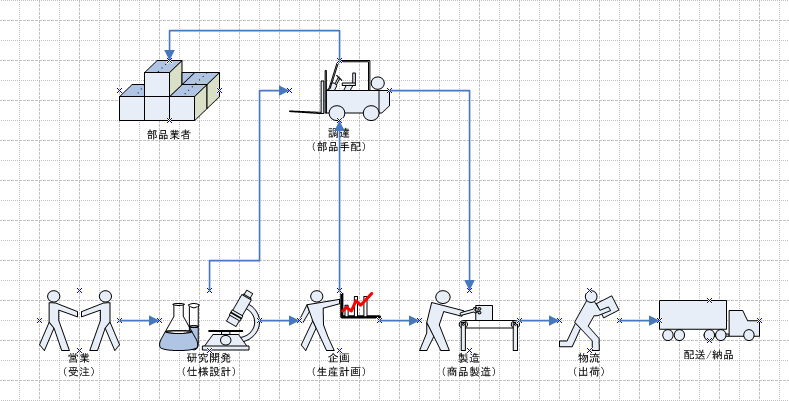 部品業者
調達
（部品手配）
営業
（受注）
研究開発
（仕様設計）
企画
（生産計画）
製造
（商品製造）
物流
（出荷）
配送/納品